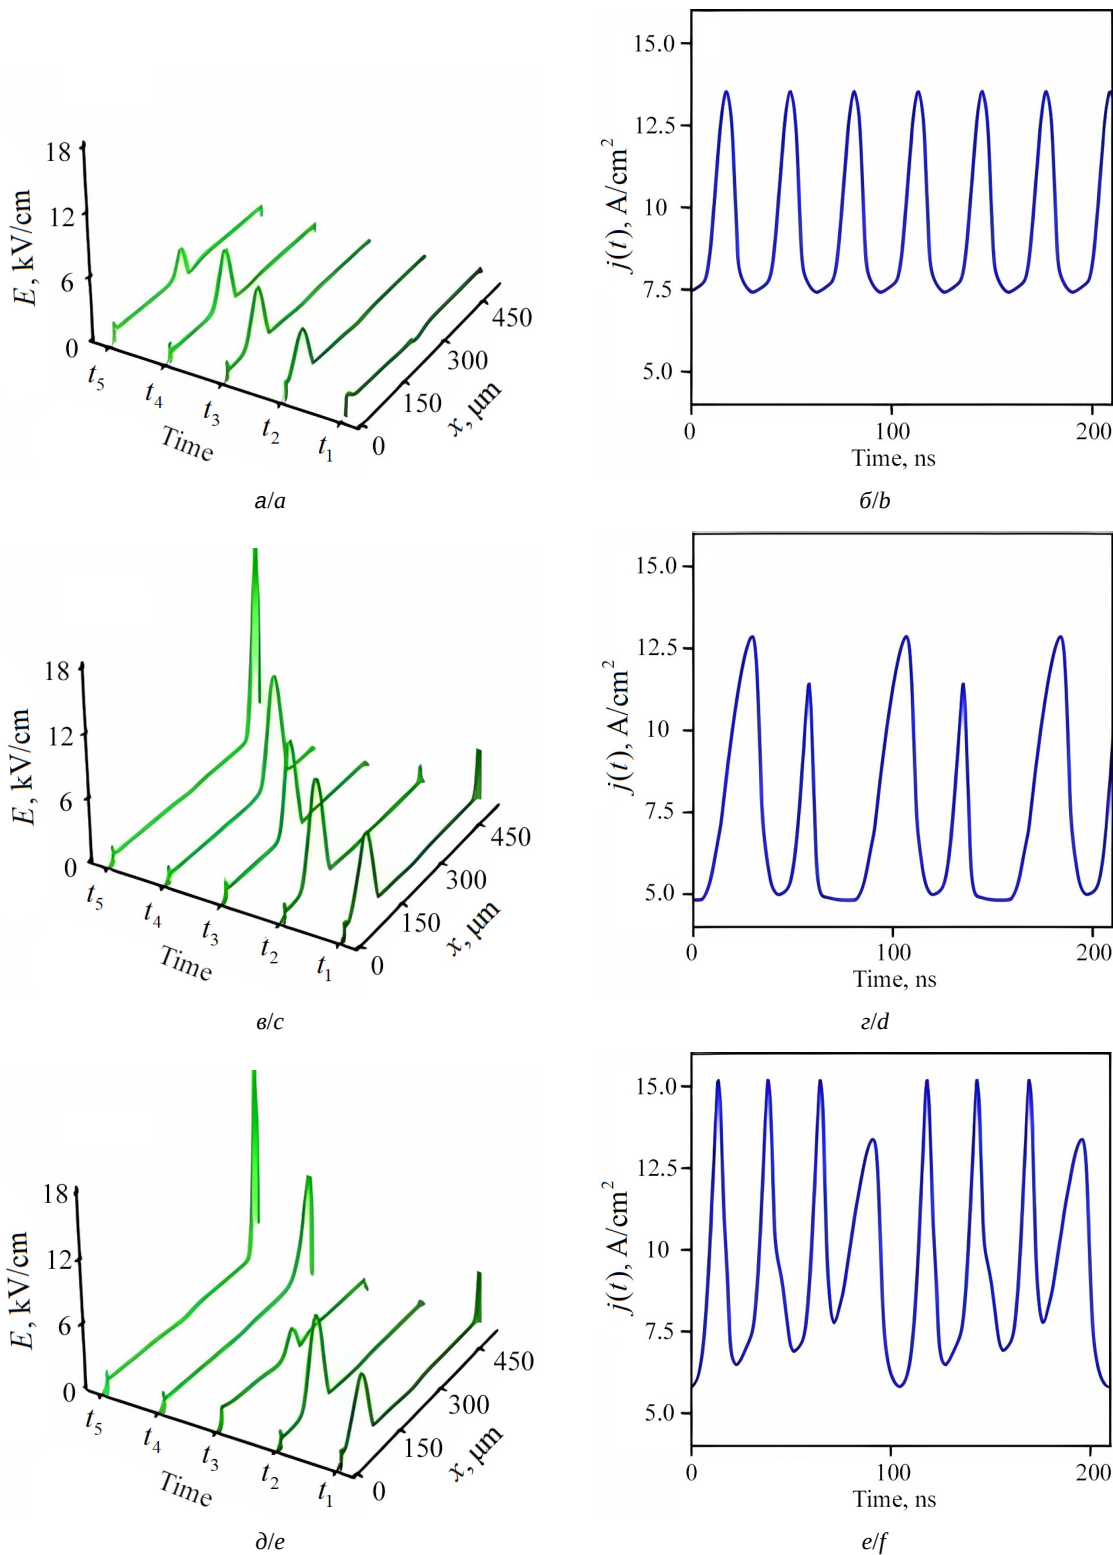 18
12
6
0
E, kV/cm
t5
t4
t3
t2
t1
Time
0
150
300
450
x, μm
а/a
15.0
12.5
10
7.5
5.0
j(t), A/cm²
0
100
200
Time, ns
б/b
18
12
6
0
E, kV/cm
t5
t4
t3
t2
t1
Time
0
150
300
450
x, μm
в/c
15.0
12.5
10
7.5
5.0
j(t), A/cm²
0
100
200
Time, ns
г/d
18
12
6
0
E, kV/cm
t5
t4
t3
t2
t1
Time
0
150
300
450
x, μm
д/e
15.0
12.5
10
7.5
5.0
j(t), A/cm²
0
100
200
Time, ns
е/f